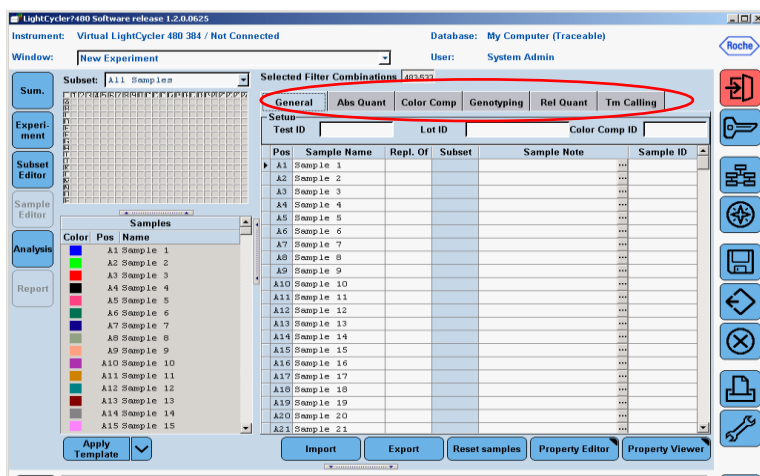 LightCycler?480 Software release 1.2.0.0625
Instrument: Virtual LightCycler 480 384 / Not Connected Database: My Computer (Traceable)
Window: New Experiment User: System Admin
Roche
Sum.
Experi-
ment
Subset
Editor
Sample
Editor
Analysis
Report
Subset: All Samples
Samples
Color Pos Name
A1 Sample 1
A2 Sample 2
A3 Sample 3
A4 Sample 4
A5 Sample 5
A6 Sample 6
A7 Sample 7
A8 Sample 8
A9 Sample 9
A10 Sample 10
A11 Sample 11
A12 Sample 12
A13 Sample 13
A14 Sample 14
A15 Sample 15
Apply
Template
Selected Filter Combinations 483-533
General Abs Quant Color Comp Genotyping Rel Quant Tm Calling
Setup
Test ID Lot ID Color Comp ID
Pos Sample Name Repl. Of Subset Sample Note Sample ID
A1 Sample 1 ...
A2 Sample 2 ...
A3 Sample 3 ...
A4 Sample 4 ...
A5 Sample 5 ...
A6 Sample 6 ...
A7 Sample 7 ...
A8 Sample 8 ...
A9 Sample 9 ...
A10 Sample 10 ...
A11 Sample 11 ...
A12 Sample 12 ...
A13 Sample 13 ...
A14 Sample 14 ...
A15 Sample 15 ...
A16 Sample 16 ...
A17 Sample 17 ...
A18 Sample 18 ...
A19 Sample 19 ...
A20 Sample 20 ...
A21 Sample 21 ...
Import Export Reset samples Property Editor Property Viewer